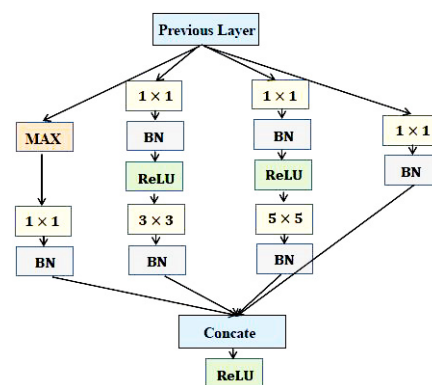 Previous Layer
1 × 1
1 × 1
MAX
BN
BN
1 × 1
ReLU
ReLU
BN
1 × 1
3 × 3
5 × 5
BN
BN
BN
Concate
ReLU